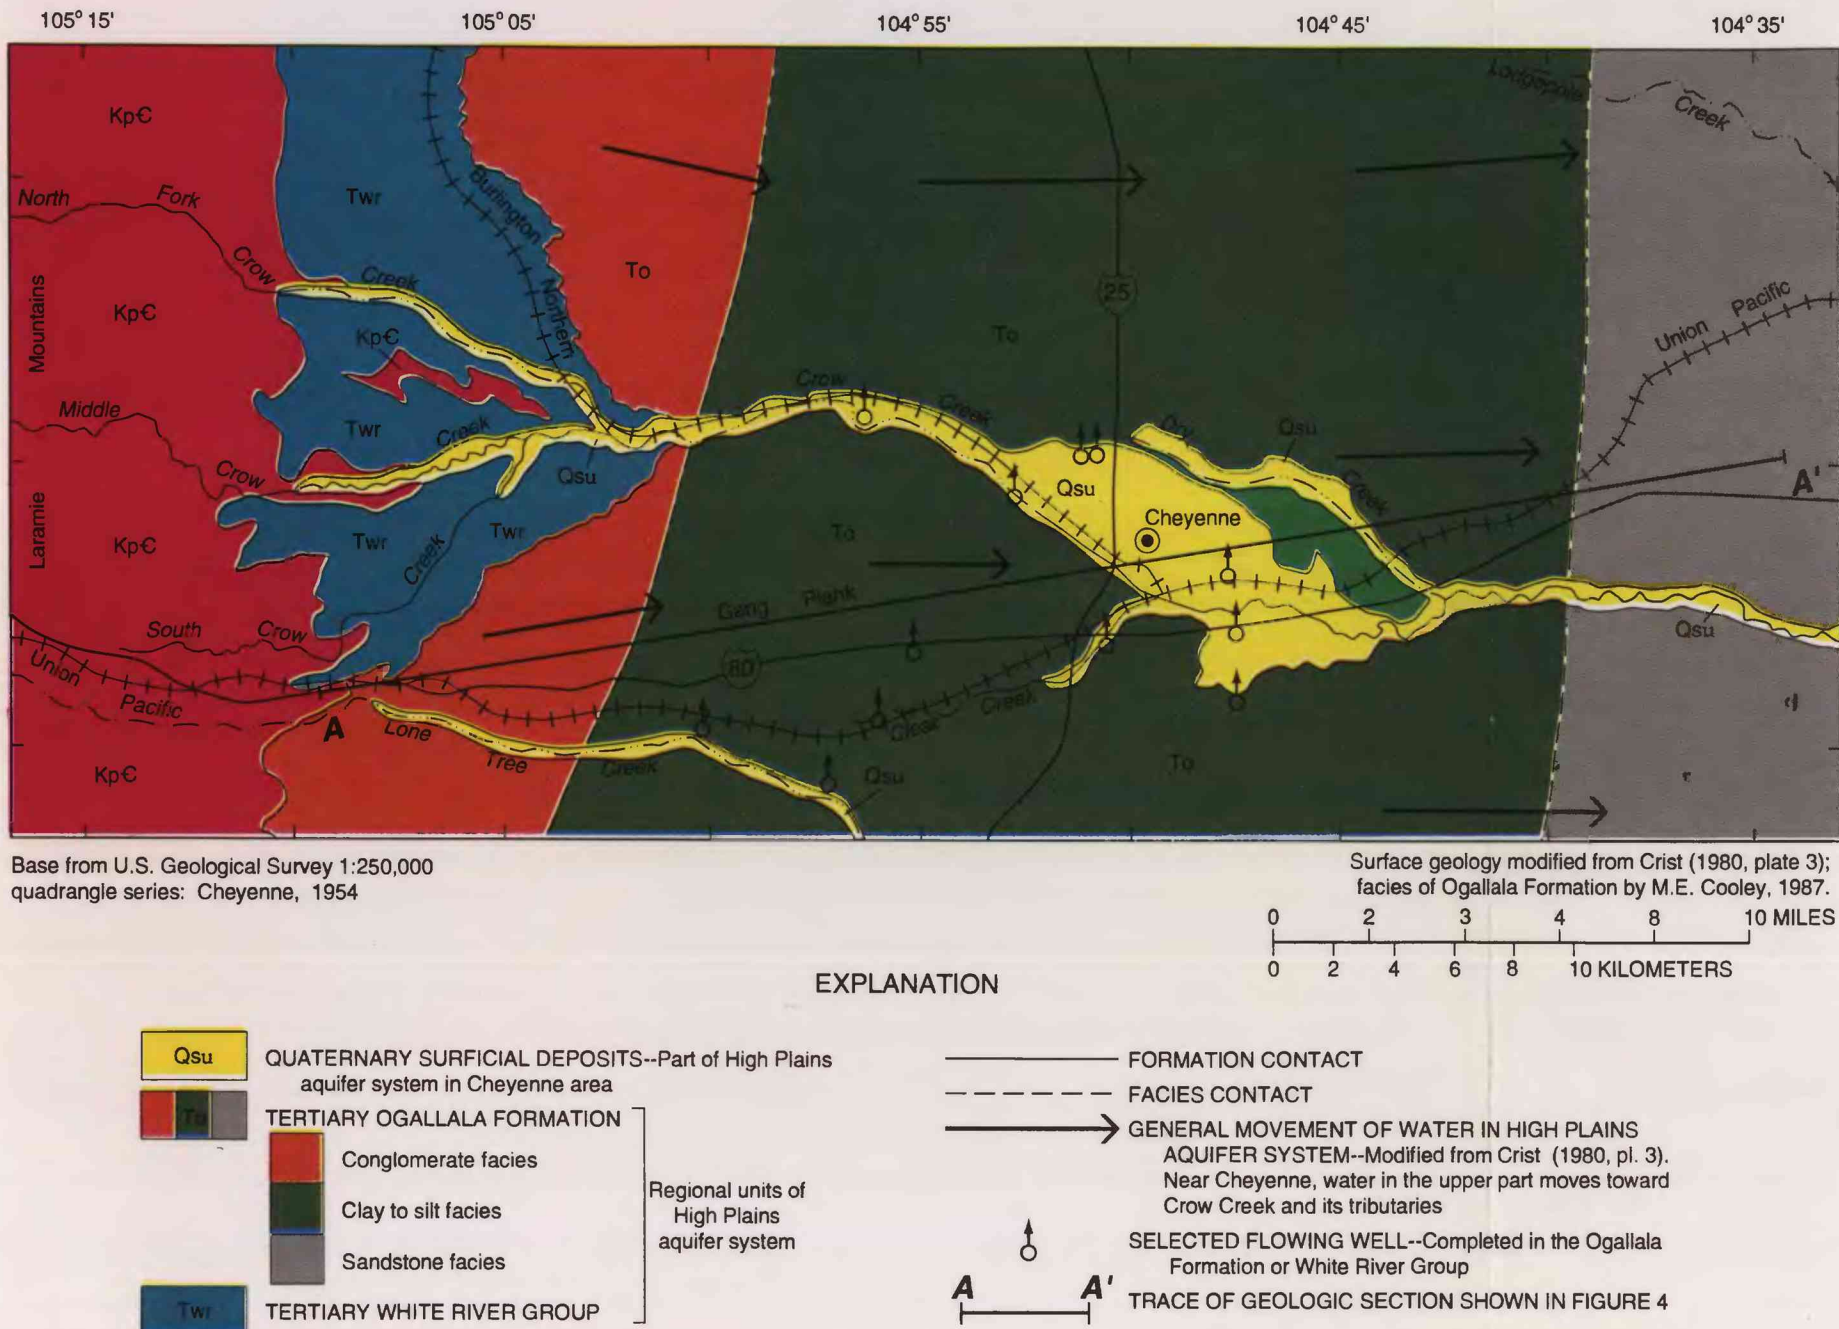 105° 15'
105° 05'
104° 55'
104° 45'
104° 35'
KpЄ
Lodgepole
Creek
North
Fork
Twr
Burlington
Northern
Crow
Creek
To
25
Mountains
KpЄ
KpЄ
To
Union Pacific
Middle
Twr
Creek
Crow
Crow
Creek
Dry
Qsu
Creek
Qsu
Qsu
A'
Laramie
KpЄ
Twr
Creek
Twr
To
Cheyenne
Gang Plank
South
Crow
80
Qsu
Union
Pacific
A
Lone
Tree
Creek
Creek
Qsu
To
KpЄ
Base from U.S. Geological Survey 1:250,000
quadrangle series: Cheyenne, 1954
Surface geology modified from Crist (1980, plate 3);
facies of Ogallala Formation by M.E. Cooley, 1987.
0 2 3 4 8 10 MILES
0 2 4 6 8 10 KILOMETERS
EXPLANATION
Qsu
QUATERNARY SURFICIAL DEPOSITS--Part of High Plains
aquifer system in Cheyenne area
To
TERTIARY OGALLALA FORMATION
Conglomerate facies
Clay to silt facies
Sandstone facies
Regional units of
High Plains
aquifer system
Twr
TERTIARY WHITE RIVER GROUP
FORMATION CONTACT
FACIES CONTACT
GENERAL MOVEMENT OF WATER IN HIGH PLAINS
AQUIFER SYSTEM--Modified from Crist (1980, pl. 3).
Near Cheyenne, water in the upper part moves toward
Crow Creek and its tributaries
SELECTED FLOWING WELL--Completed in the Ogallala
Formation or White River Group
A A'
TRACE OF GEOLOGIC SECTION SHOWN IN FIGURE 4